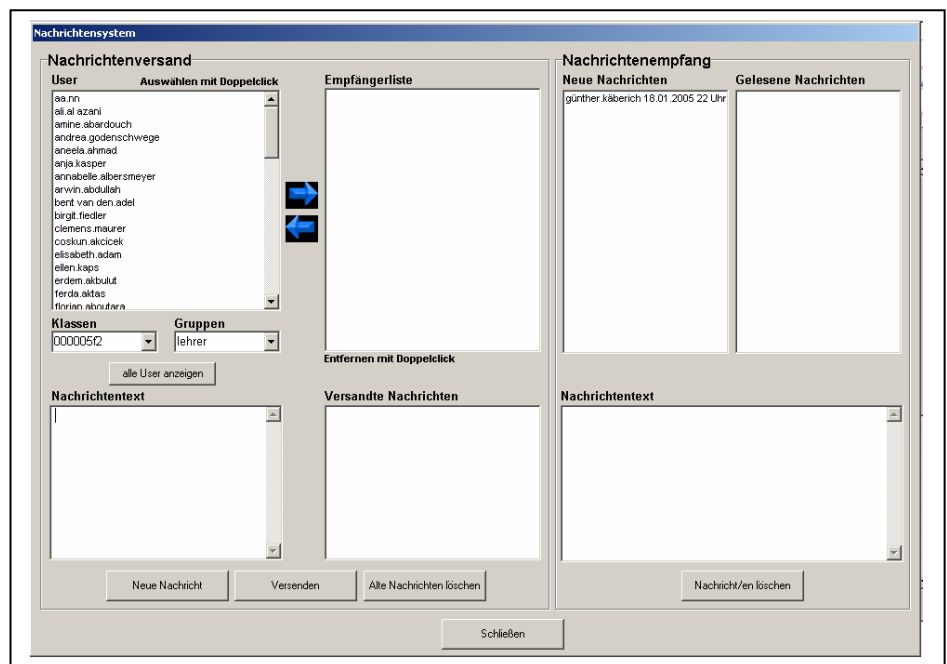 Nachrichtensystem
Nachrichtenversand
User Auswählen mit Doppelclick
aa.nn
ali.al azani
amine.abardouch
andrea.godenschwege
aneela.ahmad
anja.kasper
annabelle.albersmeyer
arwin.abdullah
bent van den.adel
birgit.fiedler
clemens.maurer
coskun.akcicek
elisabeth.adam
ellen.kaps
erdem.akbulut
ferda.aktas
florian.aboutara
Klassen Gruppen
000005f2 lehrer
alle User anzeigen
Nachrichtentext
Empfängerliste
Entfernen mit Doppelclick
Versandte Nachrichten
Neue Nachricht Versenden Alte Nachrichten löschen
Nachrichtenempfang
Neue Nachrichten Gelesene Nachrichten
günther.käberich 18.01.2005 22 Uhr
Nachrichtentext
Nachricht/en löschen
Schließen